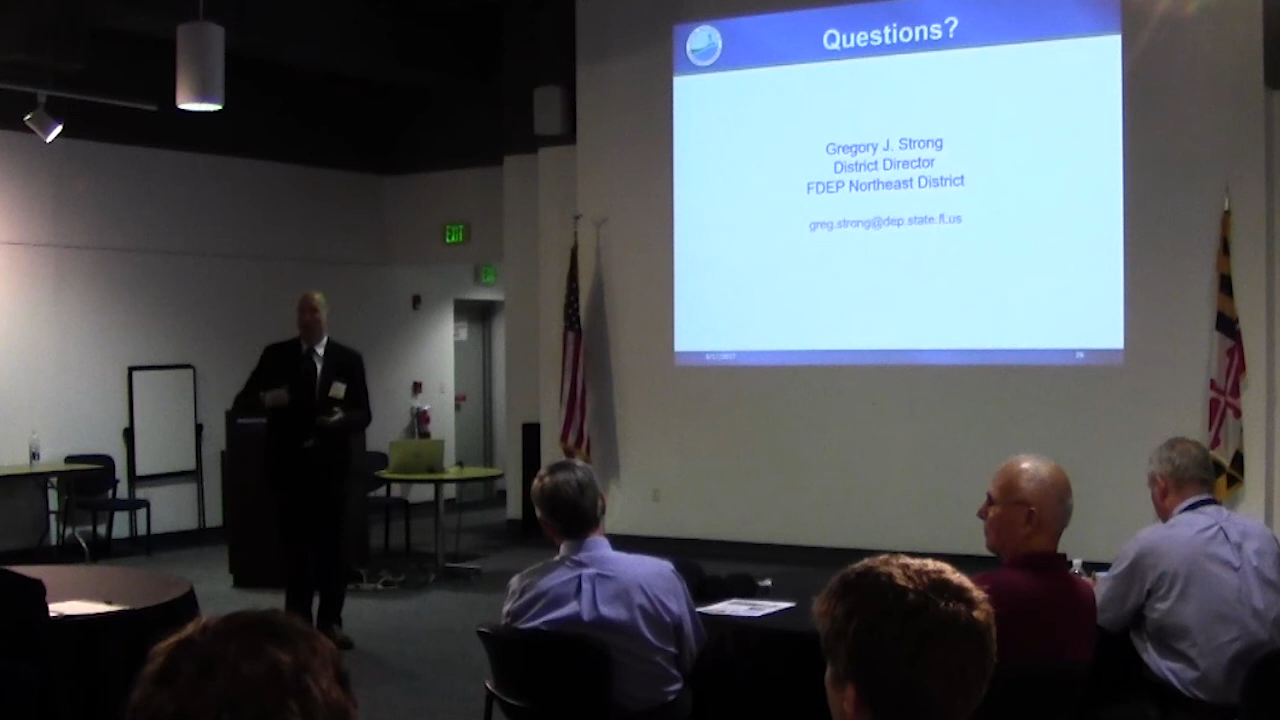 Questions?
Gregory J. Strong
District Director
FDEP Northeast District
greg.strong@dep.state.fl.us
EXIT